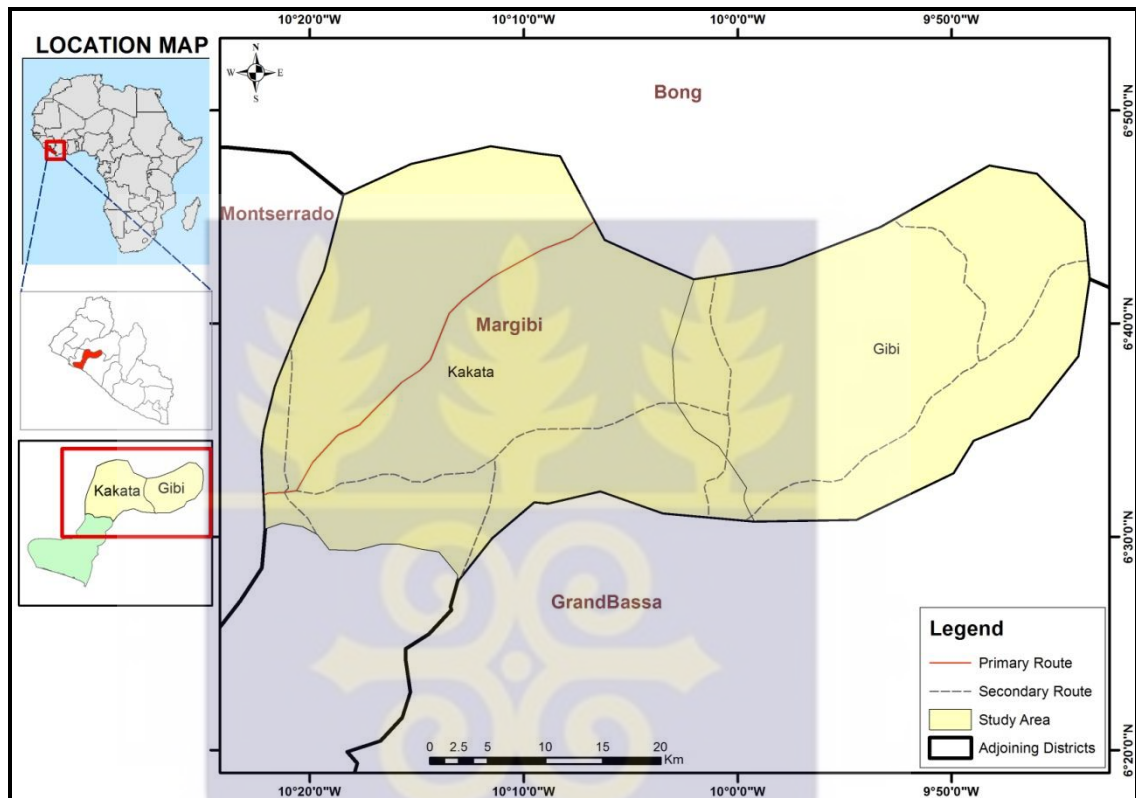 LOCATION MAP
10°20'0"W
10°10'0"W
10°0'0"W
9°50'0"W
N
W
E
S
Bong
6°50'0"N
Montserrado
Margibi
Kakata
Gibi
6°40'0"N
Kakata
Gibi
6°30'0"N
GrandBassa
Legend
Primary Route
Secondary Route
Study Area
Adjoining Districts
0 2.5 5 10 15 20
Km
6°20'0"N
10°20'0"W
10°10'0"W
10°0'0"W
9°50'0"W